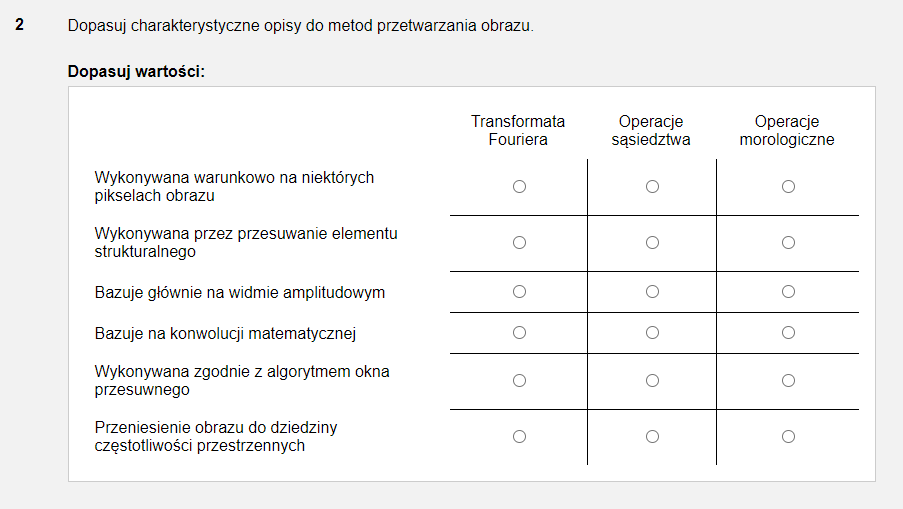 2 Dopasuj charakterystyczne opisy do metod przetwarzania obrazu.
Dopasuj wartości:
Transformata Fouriera
Operacje sąsiedztwa
Operacje morologiczne
Wykonywana warunkowo na niektórych
pikselach obrazu
Wykonywana przez przesuwanie elementu
strukturalnego
Bazuje głównie na widmie amplitudowym
Bazuje na konwolucji matematycznej
Wykonywana zgodnie z algorytmem okna
przesuwnego
Przeniesienie obrazu do dziedziny
częstotliwości przestrzennych